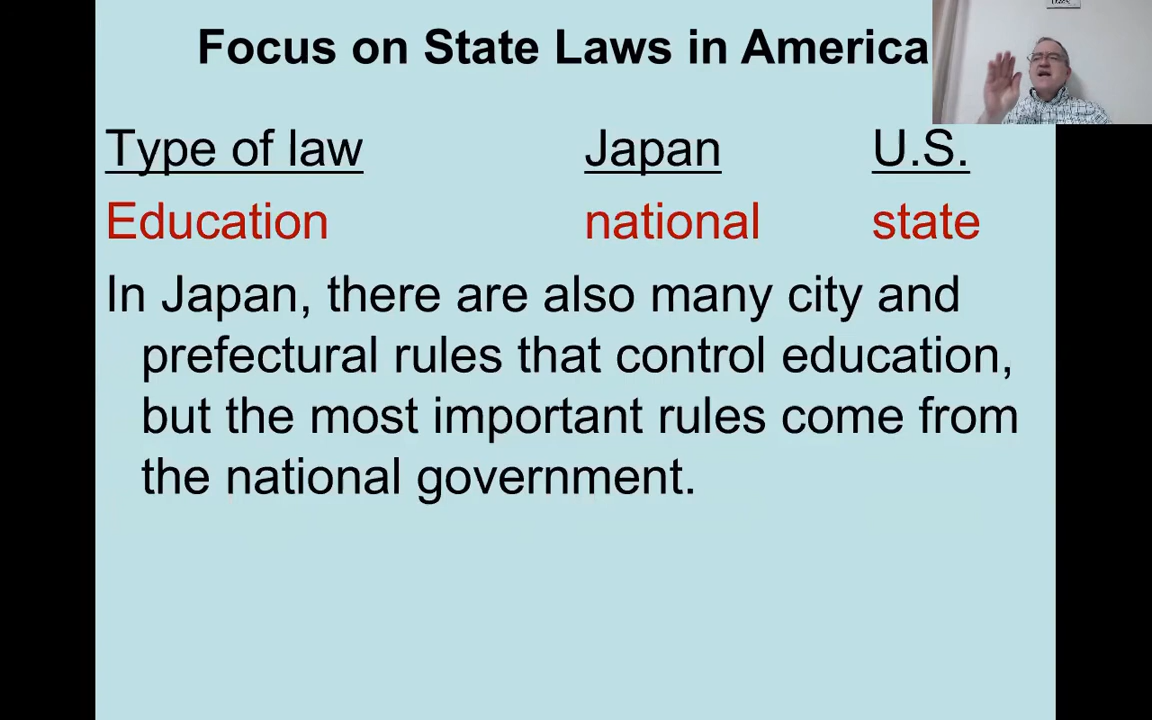 Focus on State Laws in America
Type of law Japan U.S.
Education national state
In Japan, there are also many city and
prefectural rules that control education,
but the most important rules come from
the national government.